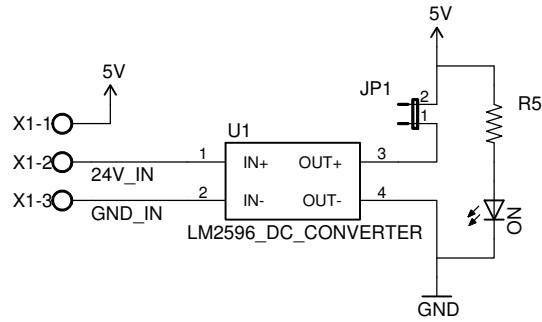 5V
5V
JP1
2
1
R5
X1-1
U1
X1-2
24V_IN
1
IN+
OUT+
3
X1-3
GND_IN
2
IN-
OUT-
4
LM2596_DC_CONVERTER
ON
GND